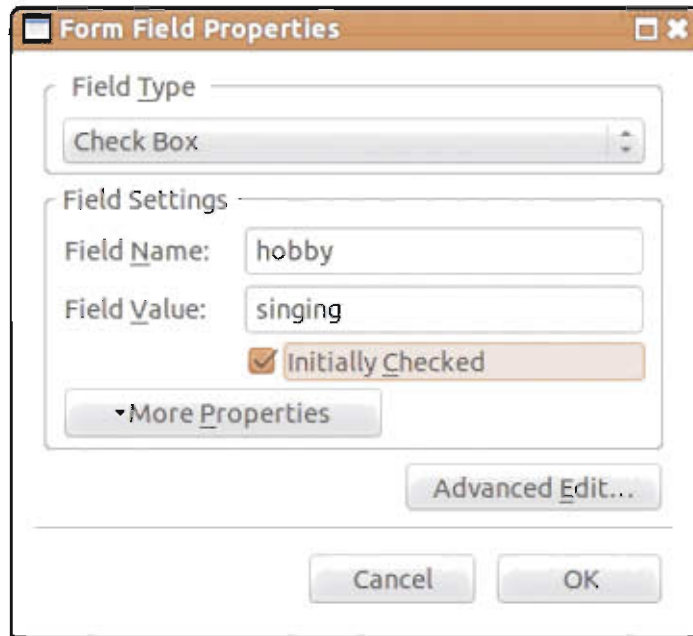 Form Field Properties
Field Type
Check Box
Field Settings
Field Name: hobby
Field Value: singing
Initially Checked
More Properties
Advanced Edit...
Cancel OK